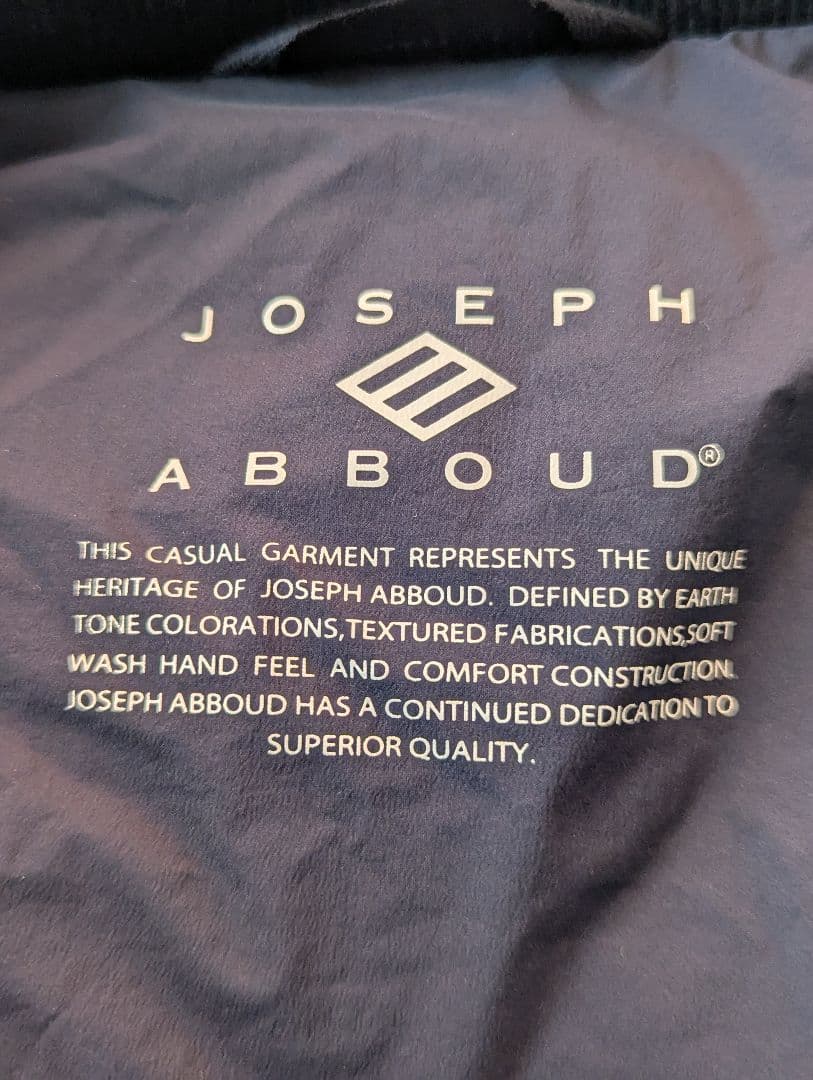 JOSEPH
ABBOUD®
THIS CASUAL GARMENT REPRESENTS THE UNIQUE
HERITAGE OF JOSEPH ABBOUD. DEFINED BY EARTH
TONE COLORATIONS,TEXTURED FABRICATIONS,SOFT
WASH HAND FEEL AND COMFORT CONSTRUCTION.
JOSEPH ABBOUD HAS A CONTINUED DEDICATION TO
SUPERIOR QUALITY.